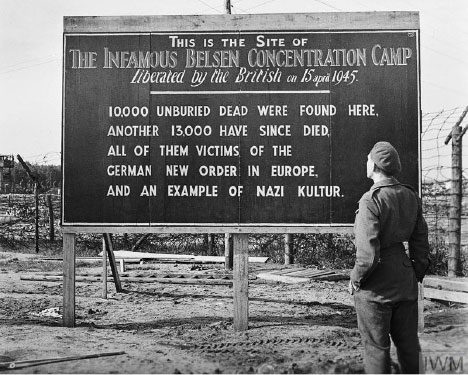 THIS IS THE SITE OF
THE INFAMOUS BELSEN CONCENTRATION CAMP
Liberated by the British on 15 april 1945.
10,000 UNBURIED DEAD WERE FOUND HERE,
ANOTHER 13,000 HAVE SINCE DIED,
ALL OF THEM VICTIMS OF THE
GERMAN NEW ORDER IN EUROPE,
AND AN EXAMPLE OF NAZI KULTUR.
IWM